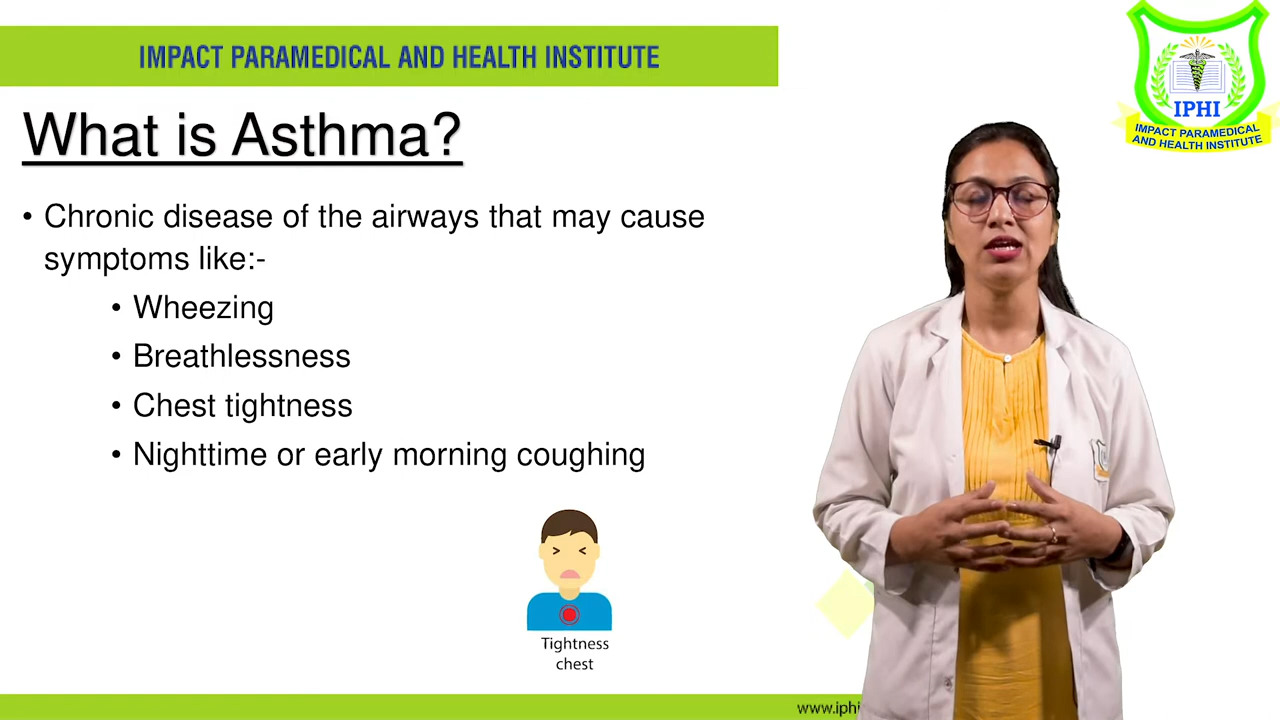 IMPACT PARAMEDICAL AND HEALTH INSTITUTE
IPHI
IMPACT PARAMEDICAL
AND HEALTH INSTITUTE
What is Asthma?
• Chronic disease of the airways that may cause
symptoms like:-
• Wheezing
• Breathlessness
• Chest tightness
• Nighttime or early morning coughing
Tightness
chest